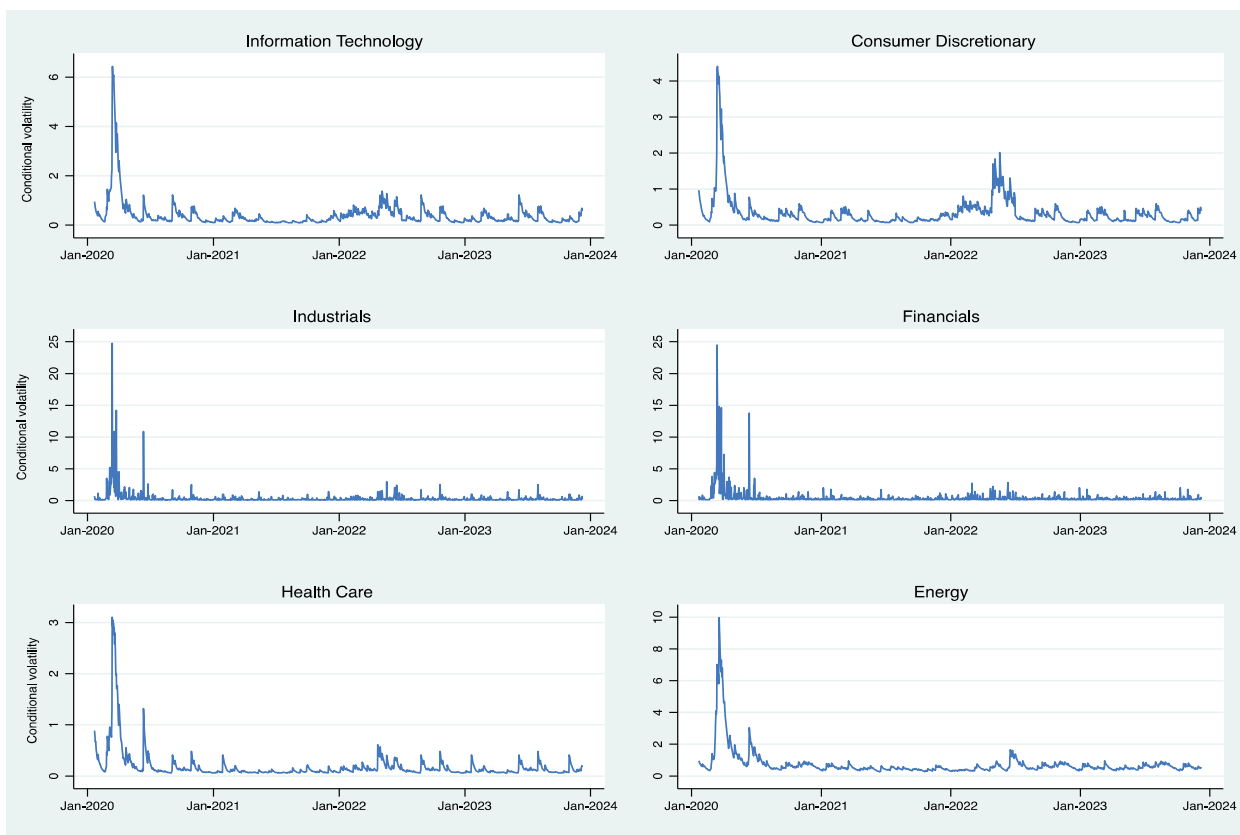 Information Technology
Conditional volatility
6
4
2
0
Jan-2020 Jan-2021 Jan-2022 Jan-2023 Jan-2024
Consumer Discretionary
4
3
2
1
0
Jan-2020 Jan-2021 Jan-2022 Jan-2023 Jan-2024
Industrials
Conditional volatility
25
20
15
10
5
0
Jan-2020 Jan-2021 Jan-2022 Jan-2023 Jan-2024
Financials
25
20
15
10
5
0
Jan-2020 Jan-2021 Jan-2022 Jan-2023 Jan-2024
Health Care
Conditional volatility
3
2
1
0
Jan-2020 Jan-2021 Jan-2022 Jan-2023 Jan-2024
Energy
10
8
6
4
2
0
Jan-2020 Jan-2021 Jan-2022 Jan-2023 Jan-2024